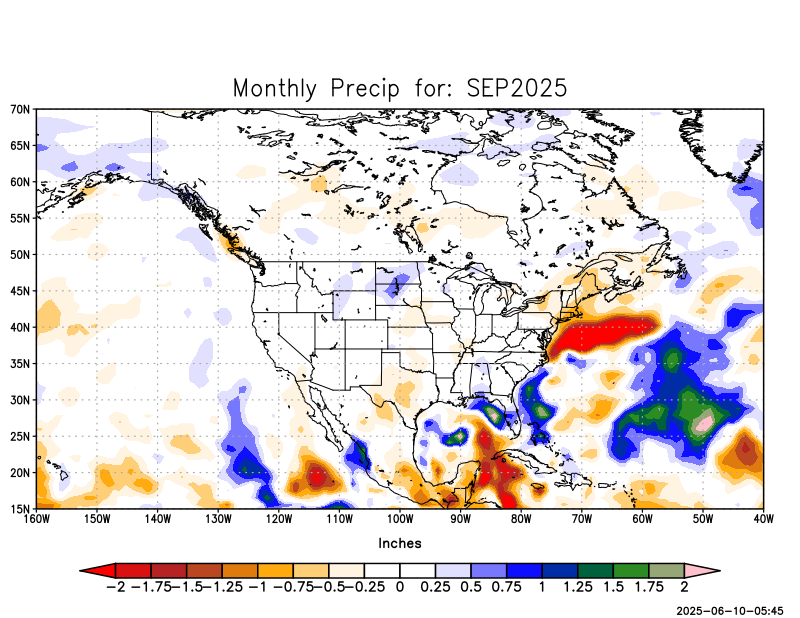 Monthly Precip for: SEP2025
70N
65N
60N
55N
50N
45N
40N
35N
30N
25N
20N
15N
160W 150W 140W 130W 120W 110W 100W 90W 80W 70W 60W 50W 40W
Inches
-2 -1.75 -1.5 -1.25 -1 -0.75 -0.5 -0.25 0 0.25 0.5 0.75 1 1.25 1.5 1.75 2
2025-06-10-05:45